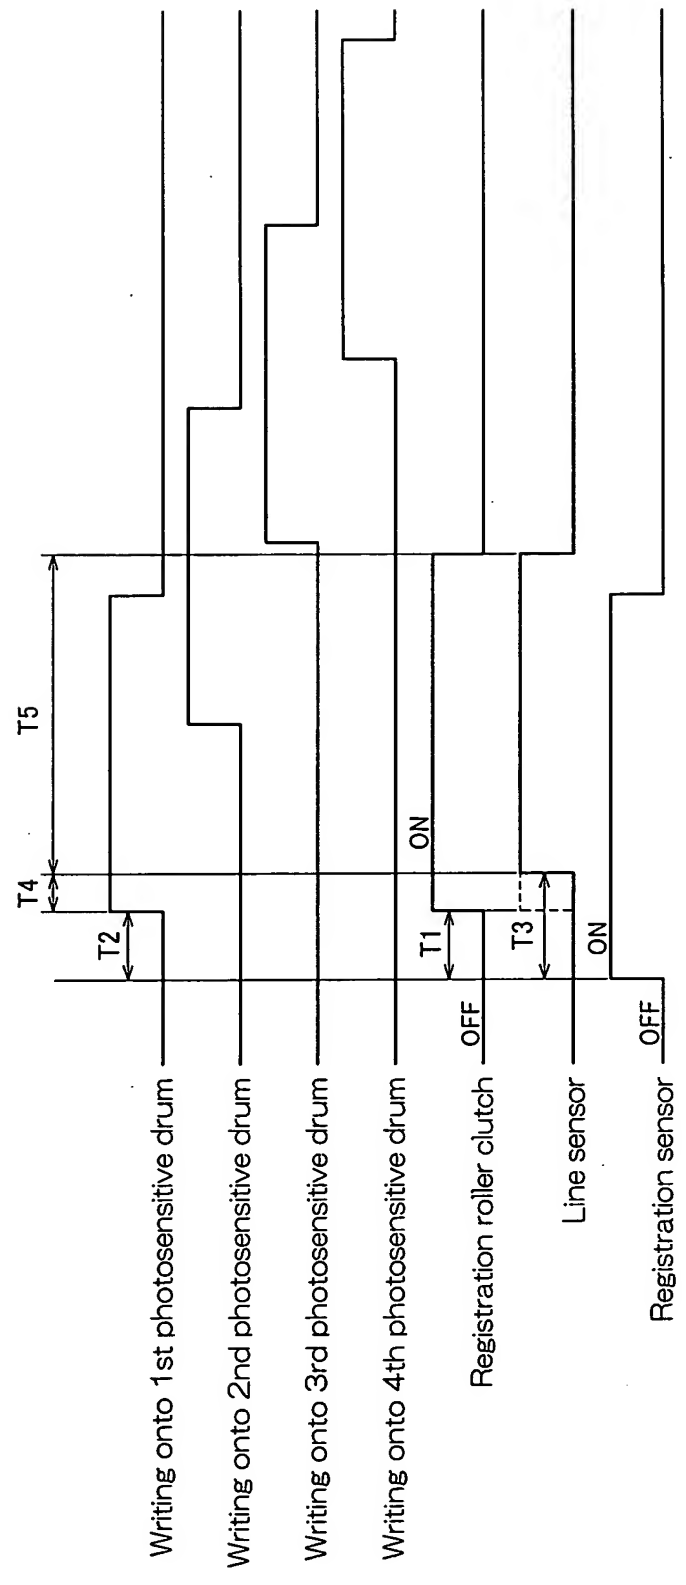 T4
T5
T2
Writing onto 1st photosensitive drum
Writing onto 2nd photosensitive drum
Writing onto 3rd photosensitive drum
Writing onto 4th photosensitive drum
OFF
T1
ON
Registration roller clutch
T3
Line sensor
OFF
ON
Registration sensor